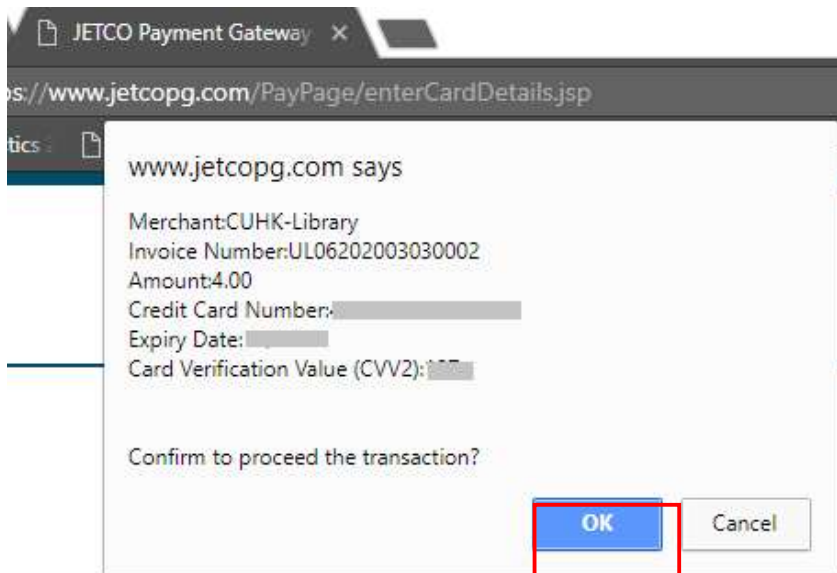 JETCO Payment Gateway
os://www.jetcopg.com/PayPage/enterCardDetails.jsp
tics
www.jetcopg.com says
Merchant:CUHK-Library
Invoice Number:UL06202003030002
Amount:4.00
Credit Card Number:
Expiry Date:
Card Verification Value (CVV2):
Confirm to proceed the transaction?
OK
Cancel